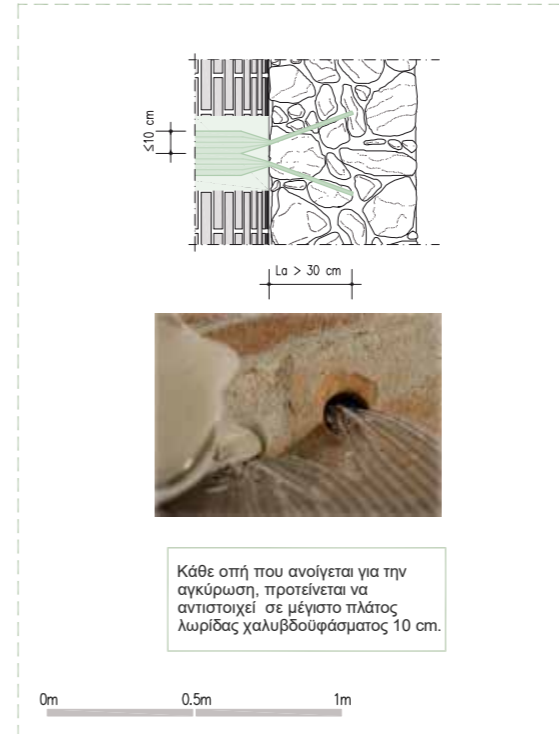 ≤10 cm
La > 30 cm
Κάθε οπή που ανοίγεται για την
αγκύρωση, προτείνεται να
αντιστοιχεί σε μέγιστο πλάτος
λωρίδας χαλυβδοϋφάσματος 10 cm.
0m 0.5m 1m